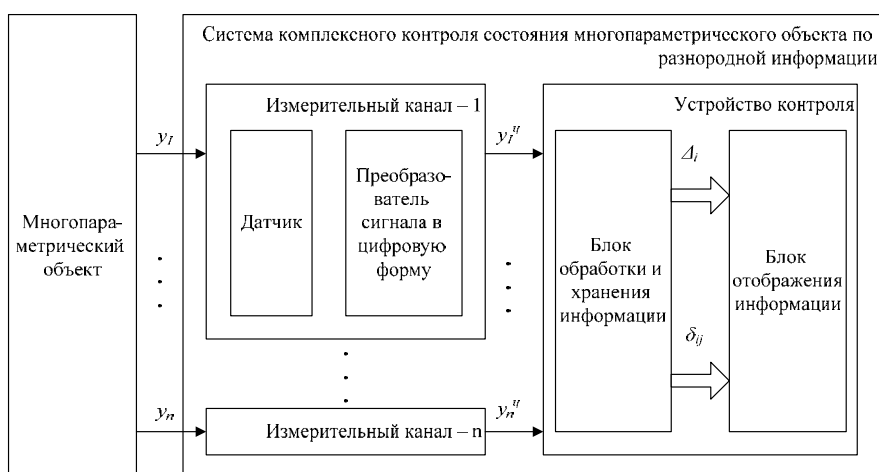 Система комплексного контроля состояния многопараметрического объекта по
разнородной информации
Многопара-
метрический
объект
y₁
Измерительный канал – 1
Датчик
Преобразо-
ватель
сигнала в
цифровую
форму
y₁ᶣ
Устройство контроля
Блок
обработки и
хранения
информации
Δi
δij
Блок
отображения
информации
yn
Измерительный канал – n
ynц